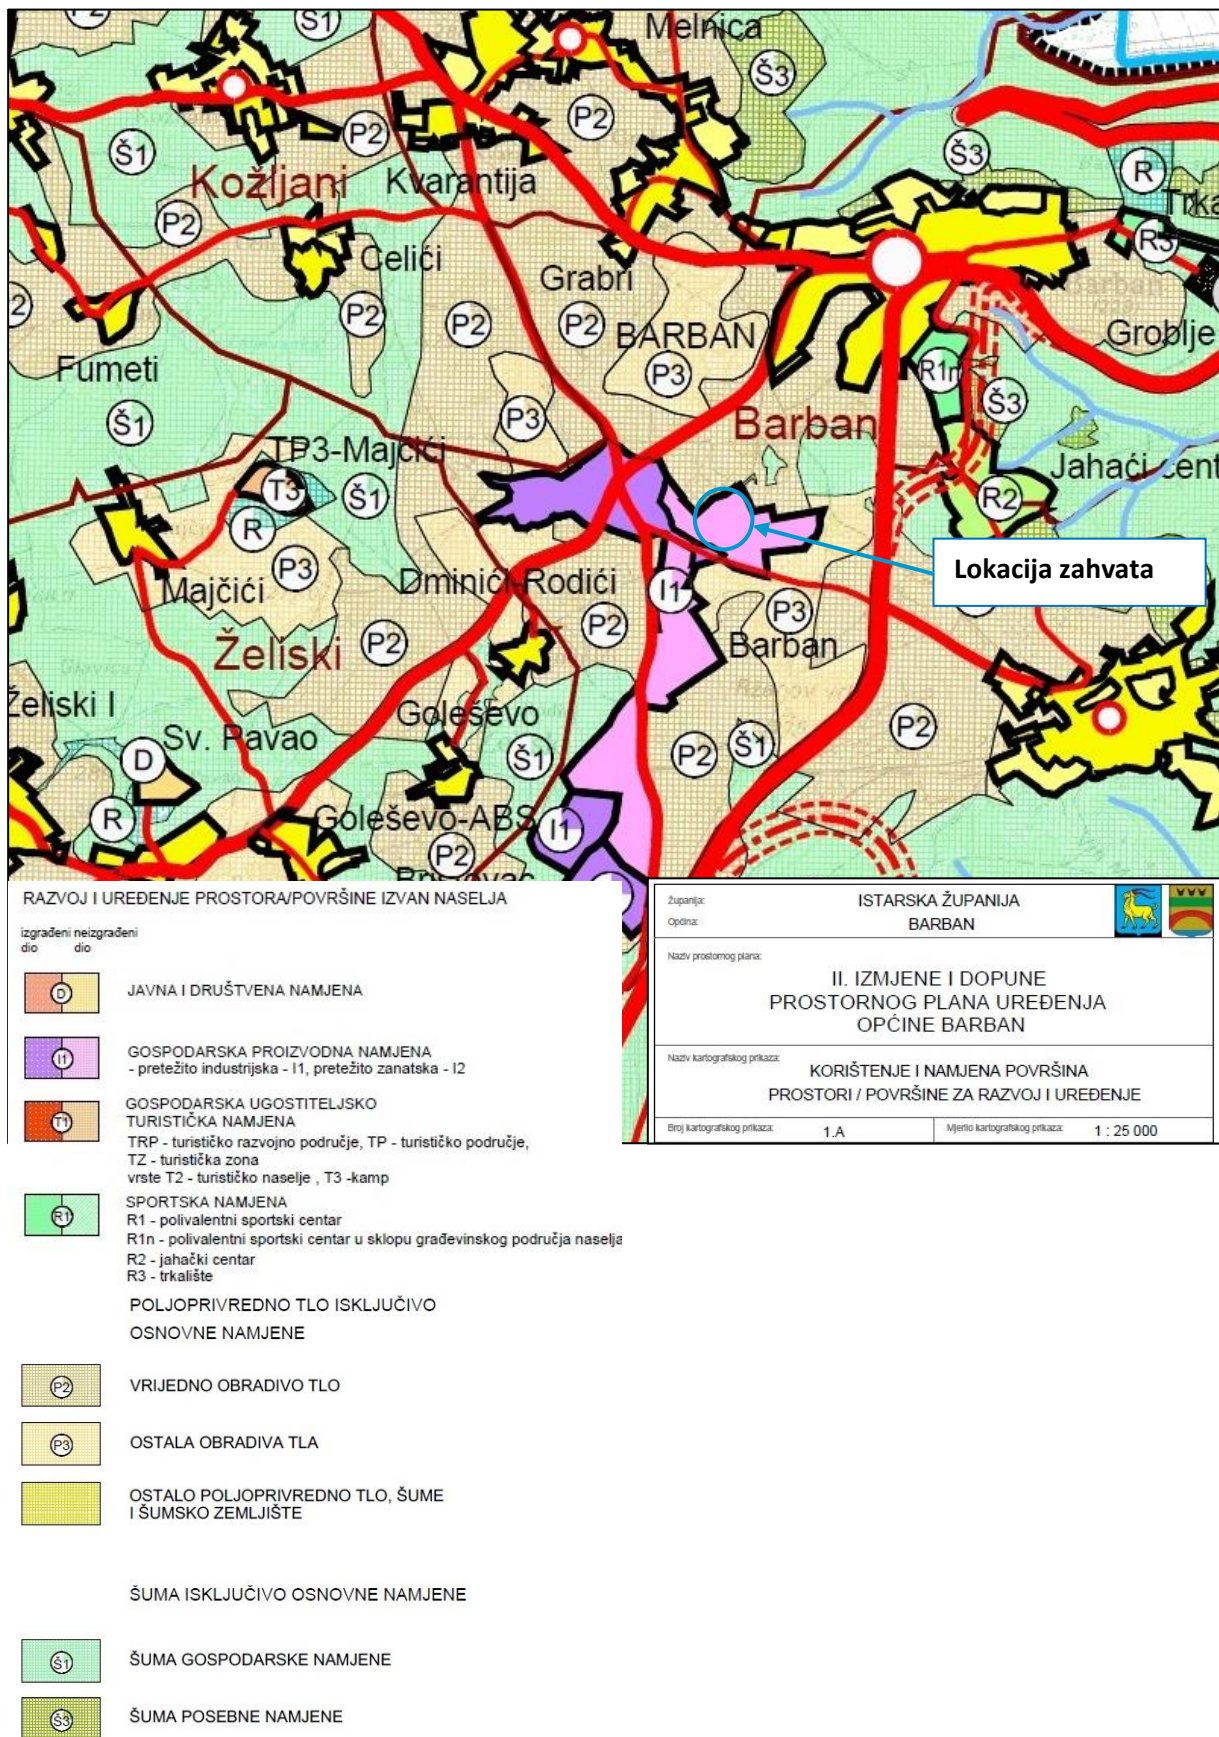 Š1
Melnica
P2
Š3
P2
P2
Š1
Š3
R
Kožljani
Kvarantija
Trka
P2
R3
Čelići
Grabri
P2
P2
P2
BARBAN
Groblje
Fumeti
P3
R1n
Š1
P3
Š3
Barban
TP3-Majčići
T3
Š1
Jahaći cent
R
R2
P3
Dminići-Rodići
Lokacija zahvata
Majčići
I1
P3
Želiski
P2
P2
Barban
Želiski I
Goleševo
Sv. Pavao
D
Š1
P2
Š1
P2
R
Goleševo-ABS
I1
P2
RAZVOJ I UREĐENJE PROSTORA/POVRŠINE IZVAN NASELJA
izgrađeni neizgrađeni
dio dio
D
JAVNA I DRUŠTVENA NAMJENA
I1
GOSPODARSKA PROIZVODNA NAMJENA
- pretežito industrijska - I1, pretežito zanatska - I2
T1
GOSPODARSKA UGOSTITELJSKO
TURISTIČKA NAMJENA
TRP - turističko razvojno područje, TP - turističko područje,
TZ - turistička zona
vrste T2 - turističko naselje , T3 -kamp
R1
SPORTSKA NAMJENA
R1 - polivalentni sportski centar
R1n - polivalentni sportski centar u sklopu građevinskog područja naselja
R2 - jahački centar
R3 - trkalište
POLJOPRIVREDNO TLO ISKLJUČIVO
OSNOVNE NAMJENE
P2
VRIJEDNO OBRADIVO TLO
P3
OSTALA OBRADIVA TLA
OSTALO POLJOPRIVREDNO TLO, ŠUME
I ŠUMSKO ZEMLJIŠTE
ŠUMA ISKLJUČIVO OSNOVNE NAMJENE
Š1
ŠUMA GOSPODARSKE NAMJENE
Š3
ŠUMA POSEBNE NAMJENE
županija:
ISTARSKA ŽUPANIJA
Općina:
BARBAN
Naziv prostornog plana:
II. IZMJENE I DOPUNE
PROSTORNOG PLANA UREĐENJA
OPĆINE BARBAN
Naziv kartografskog prikaza:
KORIŠTENJE I NAMJENA POVRŠINA
PROSTORI / POVRŠINE ZA RAZVOJ I UREĐENJE
Broj kartografskog prikaza:
1.A
Mjerilo kartografskog prikaza:
1 : 25 000